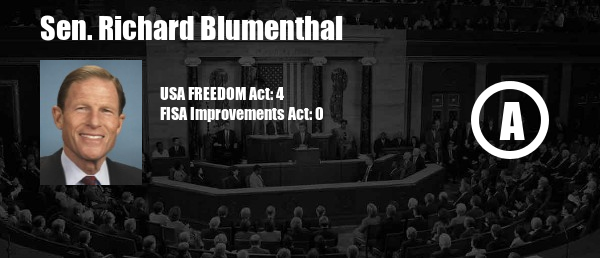 Sen. Richard Blumenthal
USA FREEDOM Act: 4
FISA Improvements Act: 0
A